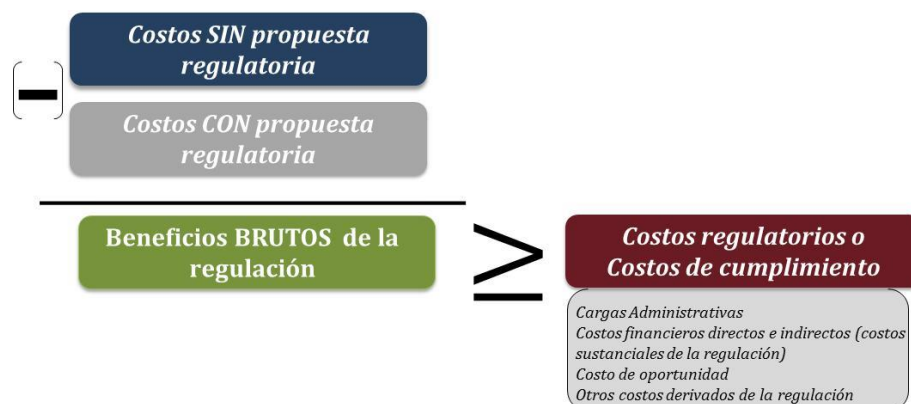 Costos SIN propuesta
regulatoria
Costos CON propuesta
regulatoria
Beneficios BRUTOS de la
regulación
≥
Costos regulatorios o
Costos de cumplimiento
Cargas Administrativas
Costos financieros directos e indirectos (costos
sustanciales de la regulación)
Costo de oportunidad
Otros costos derivados de la regulación